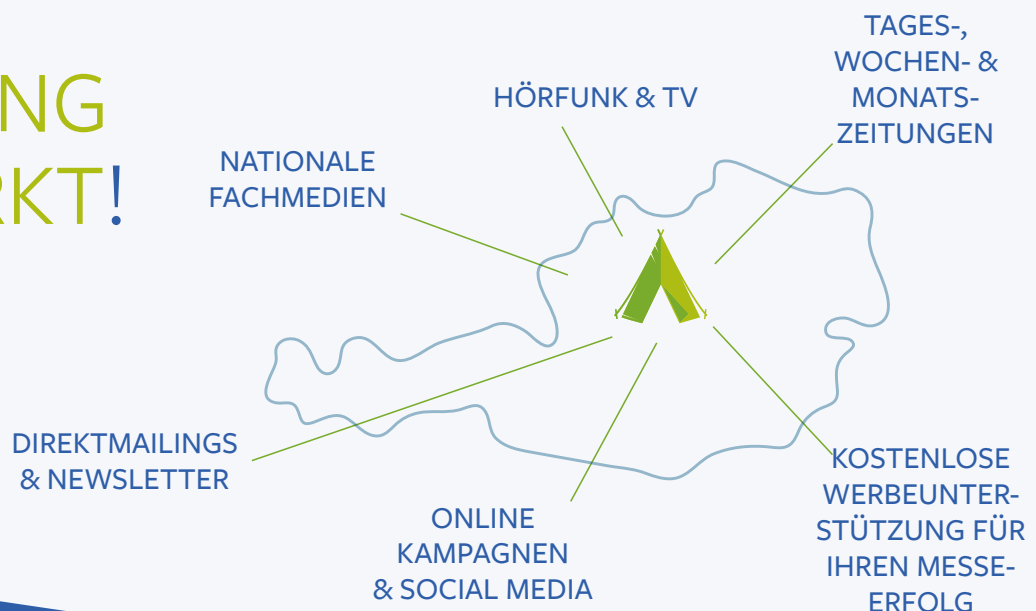 NG
RKT!
HÖRFUNK & TV
TAGES-,
WOCHEN- &
MONATS-
ZEITUNGEN
NATIONALE
FACHMEDIEN
DIREKTMAILINGS
& NEWSLETTER
ONLINE
KAMPAGNEN
& SOCIAL MEDIA
KOSTENLOSE
WERBEUNTER-
STÜTZUNG FÜR
IHREN MESSE-
ERFOLG